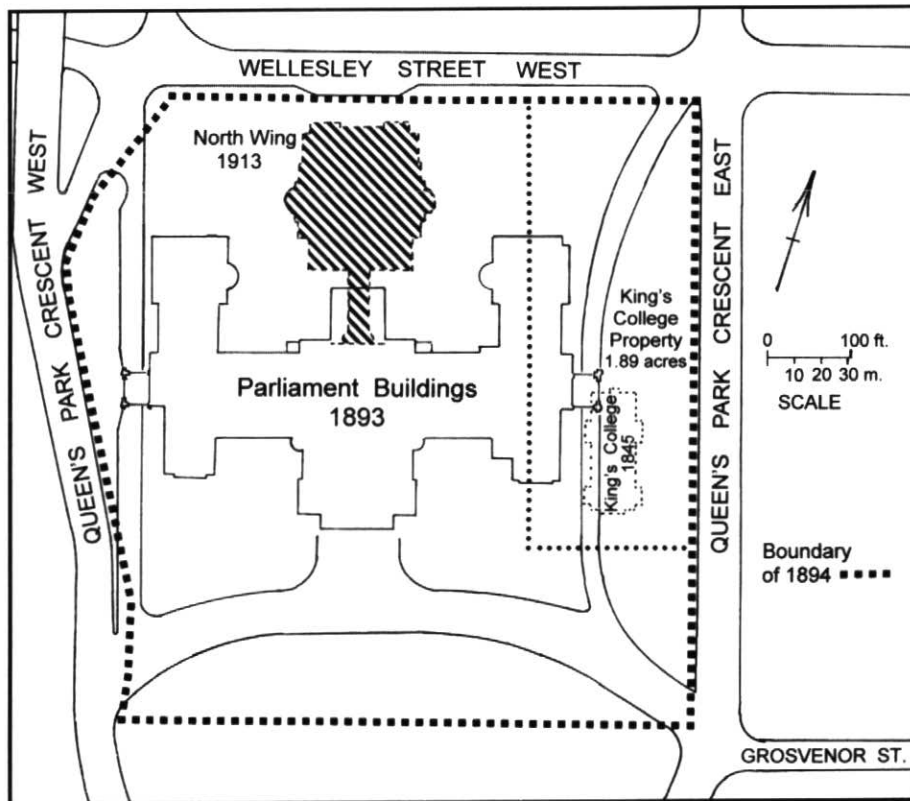 WELLESLEY STREET WEST
North Wing
1913
QUEEN'S PARK CRESCENT WEST
QUEEN'S PARK CRESCENT EAST
King's
College
Property
1.89 acres
0 100 ft.
10 20 30 m.
SCALE
Parliament Buildings
1893
King's College
1845
Boundary
of 1894
GROSVENOR ST.